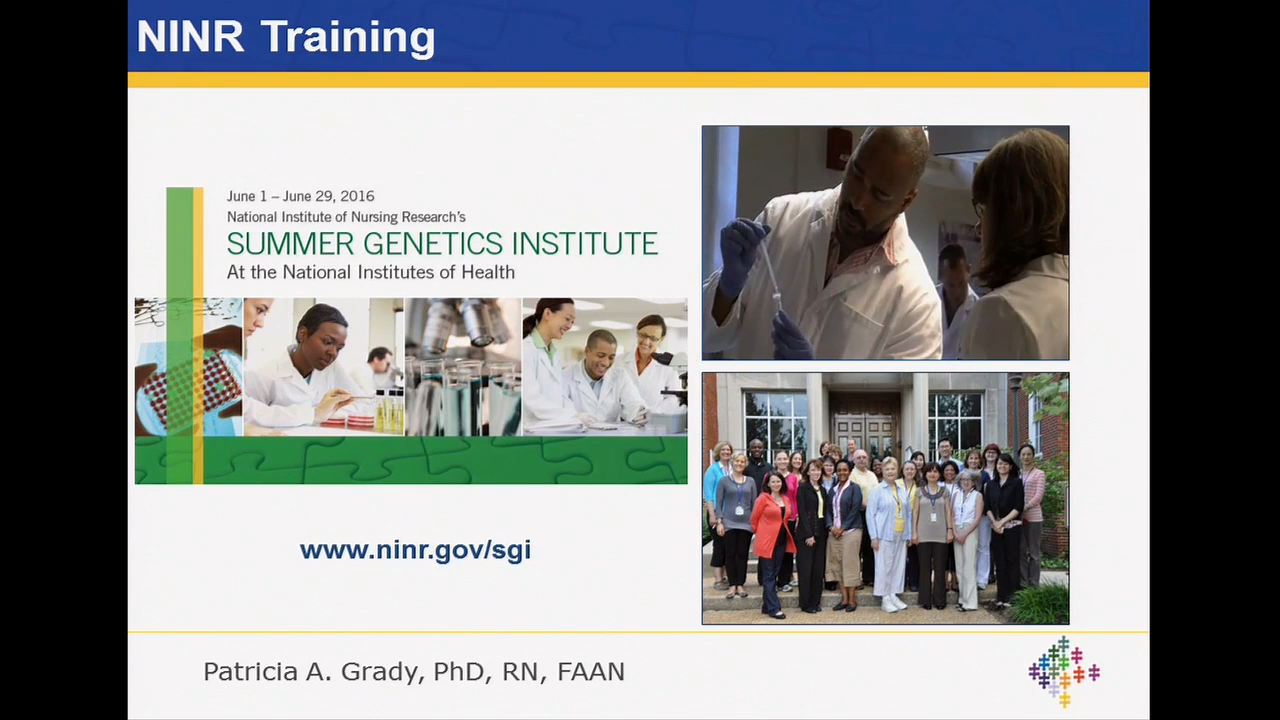 NINR Training
June 1 – June 29, 2016
National Institute of Nursing Research's
SUMMER GENETICS INSTITUTE
At the National Institutes of Health
www.ninr.gov/sgi
Patricia A. Grady, PhD, RN, FAAN